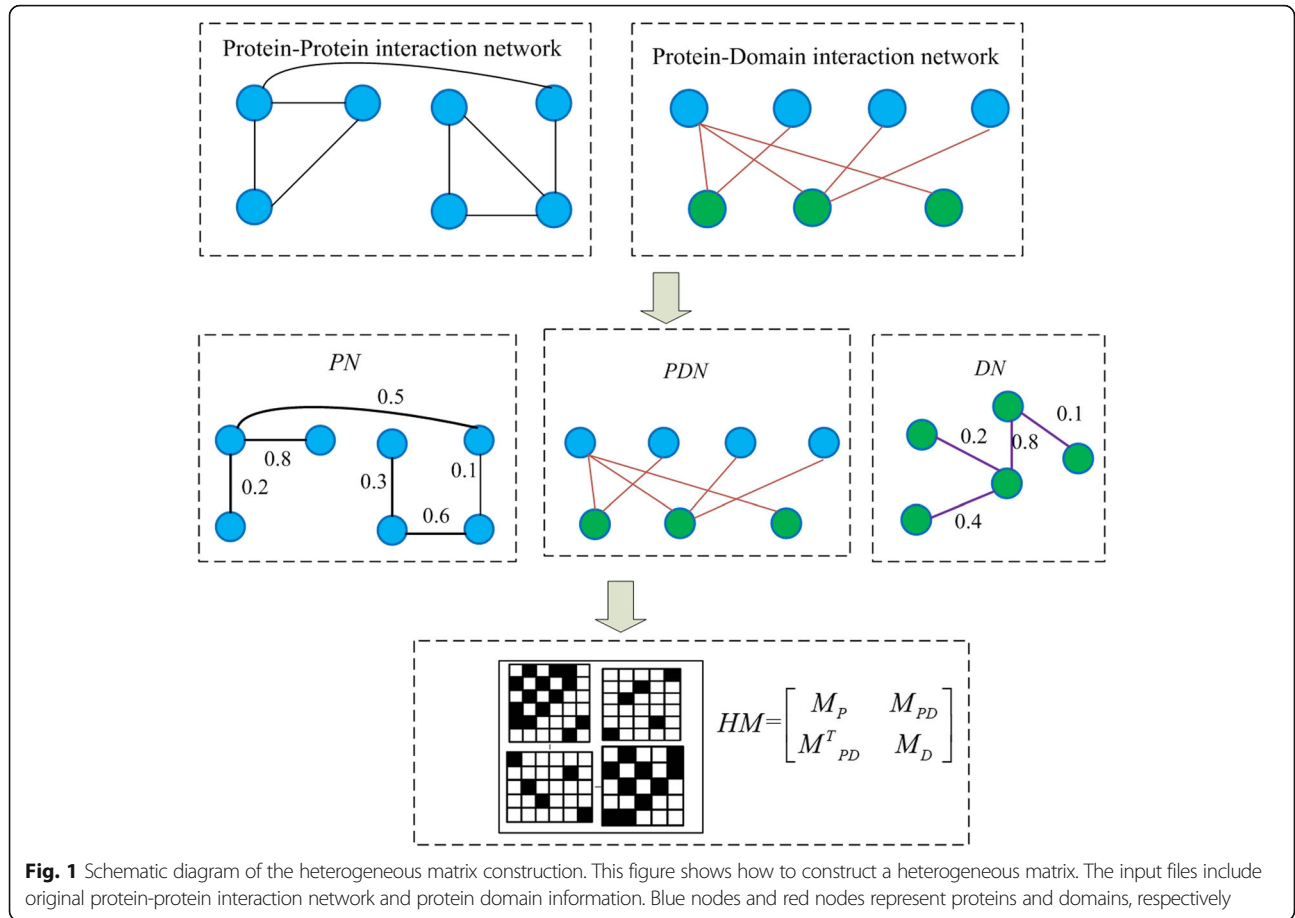 Protein-Protein interaction network
Protein-Domain interaction network
PN
0.5
0.8
0.2
0.3
0.1
0.6
PDN
DN
0.1
0.2
0.8
0.4
HM=[M_P M_PD
M^T_PD M_D]
Fig. 1 Schematic diagram of the heterogeneous matrix construction. This figure shows how to construct a heterogeneous matrix. The input files include
original protein-protein interaction network and protein domain information. Blue nodes and red nodes represent proteins and domains, respectively